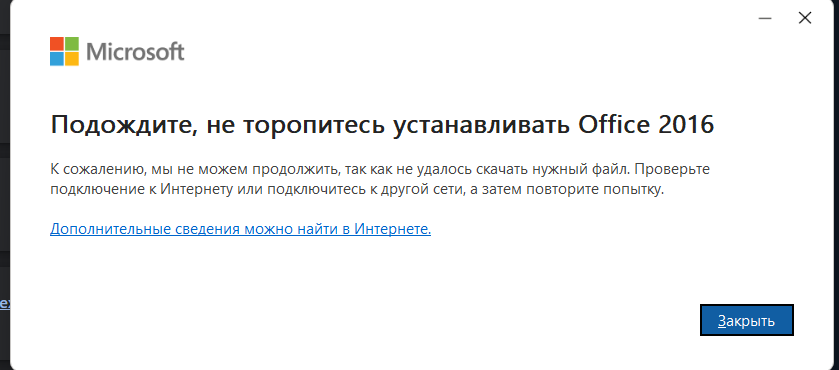 Microsoft
Подождите, не торопитесь устанавливать Office 2016
К сожалению, мы не можем продолжить, так как не удалось скачать нужный файл. Проверьте
подключение к Интернету или подключитесь к другой сети, а затем повторите попытку.
Дополнительные сведения можно найти в Интернете.
Закрыть